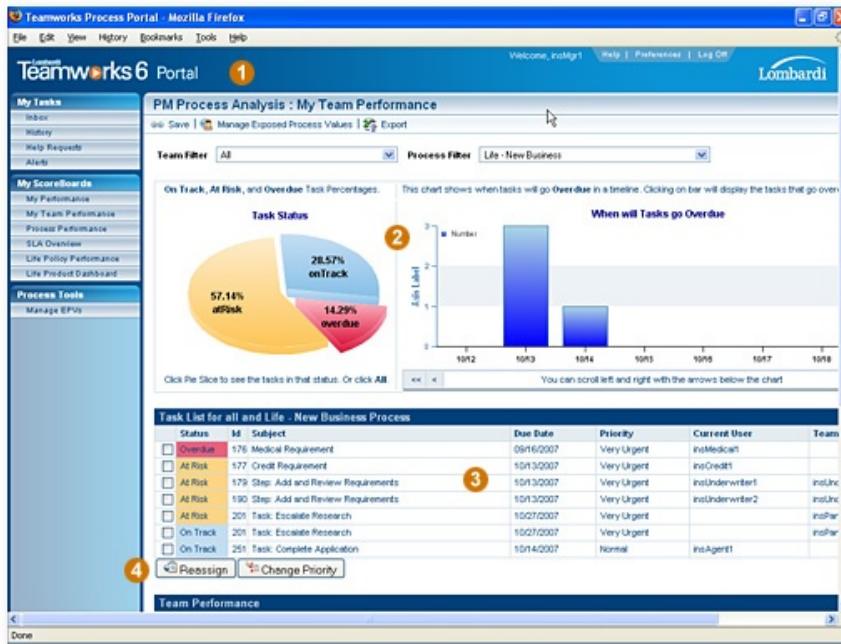 Teamworks Process Portal - Mozilla Firefox
File Edit View History Bookmarks Tools Help
Welcome, insMgr1 Help | Preferences | Log Off
Lombardi
Teamworks 6 Portal 1
Lombardi
My Tasks
Inbox
History
Help Requests
Alerts
My ScoreBoards
My Performance
My Team Performance
Process Performance
SLA Overview
Life Policy Performance
Life Product Dashboard
Process Tools
Manage EPVs
PM Process Analysis : My Team Performance
Save | Manage Exposed Process Values | Export
Team Filter All Process Filter Life - New Business
On Track, At Risk, and Overdue Task Percentages.
Task Status
28.57%
onTrack
57.14%
atRisk
14.29%
overdue
Click Pie Slice to see the tasks in that status. Or click All
2
This chart shows when tasks will go Overdue in a timeline. Clicking on bar will display the tasks that go over
When will Tasks go Overdue
Number
Axis Label
3
2
1
0
10/12 10/13 10/14 10/15 10/16 10/17 10/18
<< < You can scroll left and right with the arrows below the chart
Task List for all and Life - New Business Process
Status Id Subject Due Date Priority Current User Team
Overdue 176 Medical Requirement 09/16/2007 Very Urgent insMedical1
At Risk 177 Credit Requirement 10/13/2007 Very Urgent insCredit1
At Risk 179 Step: Add and Review Requirements 10/13/2007 Very Urgent insUnderwriter1 insUnd
3
At Risk 190 Step: Add and Review Requirements 10/13/2007 Very Urgent insUnderwriter2 insUnd
At Risk 201 Task: Escalate Research 10/27/2007 Very Urgent insPar
On Track 201 Task: Escalate Research 10/27/2007 Very Urgent insPar
On Track 251 Task: Complete Application 10/14/2007 Normal insAgent1
4 Reassign Change Priority
Team Performance
Done